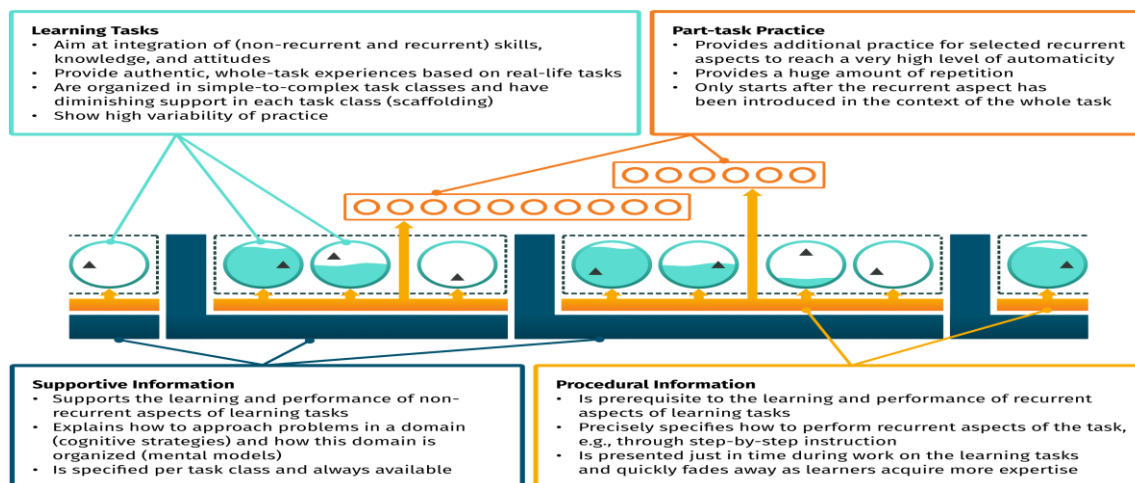 Learning Tasks
• Aim at integration of (non-recurrent and recurrent) skills,
knowledge, and attitudes
• Provide authentic, whole-task experiences based on real-life tasks
• Are organized in simple-to-complex task classes and have
diminishing support in each task class (scaffolding)
• Show high variability of practice
Part-task Practice
• Provides additional practice for selected recurrent
aspects to reach a very high level of automaticity
• Provides a huge amount of repetition
• Only starts after the recurrent aspect has
been introduced in the context of the whole task
Supportive Information
• Supports the learning and performance of non-
recurrent aspects of learning tasks
• Explains how to approach problems in a domain
(cognitive strategies) and how this domain is
organized (mental models)
• Is specified per task class and always available
Procedural Information
• Is prerequisite to the learning and performance of recurrent
aspects of learning tasks
• Precisely specifies how to perform recurrent aspects of the task,
e.g., through step-by-step instruction
• Is presented just in time during work on the learning tasks
and quickly fades away as learners acquire more expertise